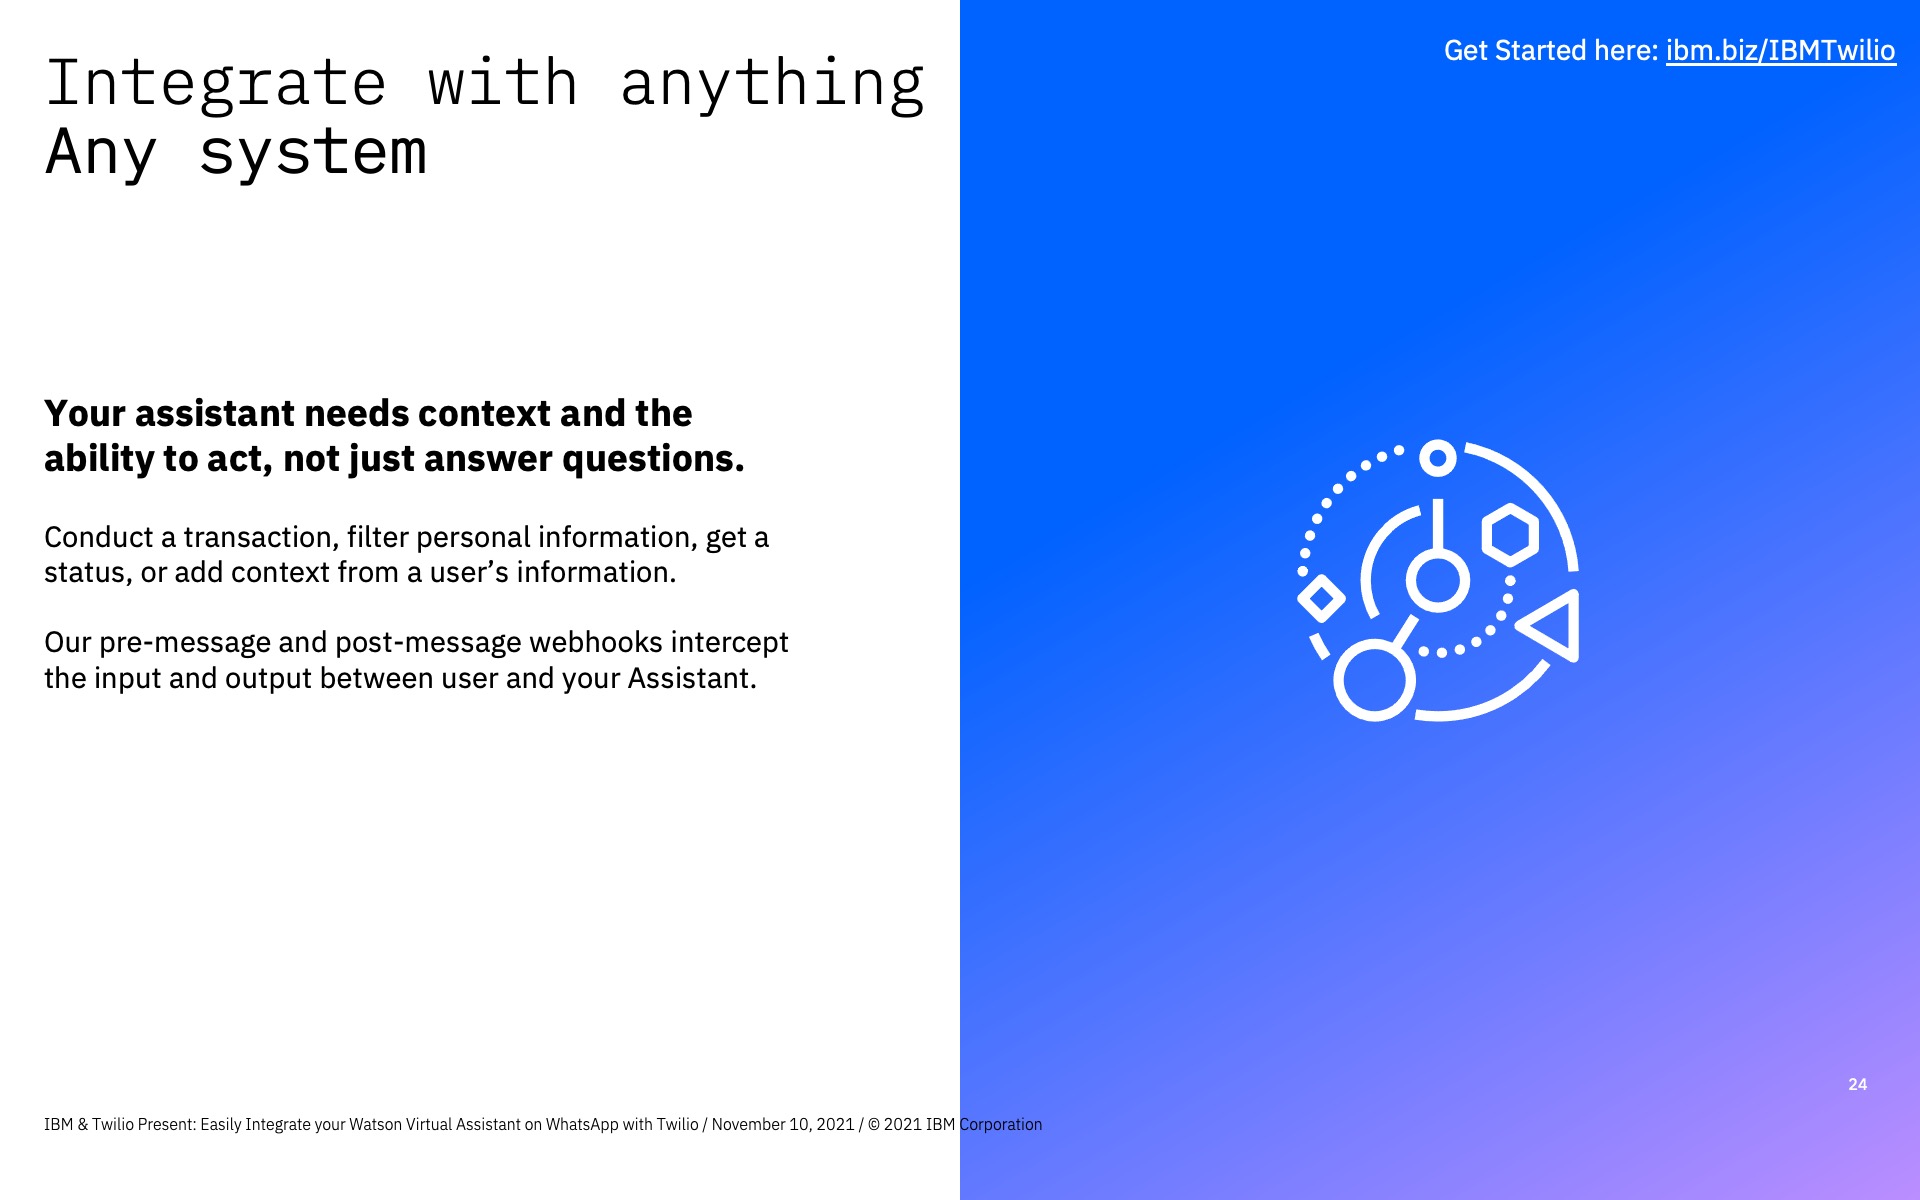 Integrate with anything
Any system
Get Started here: ibm.biz/IBMTwilio
Your assistant needs context and the
ability to act, not just answer questions.
Conduct a transaction, filter personal information, get a
status, or add context from a user’s information.
Our pre-message and post-message webhooks intercept
the input and output between user and your Assistant.
24
IBM & Twilio Present: Easily Integrate your Watson Virtual Assistant on WhatsApp with Twilio / November 10, 2021 / © 2021 IBM Corporation